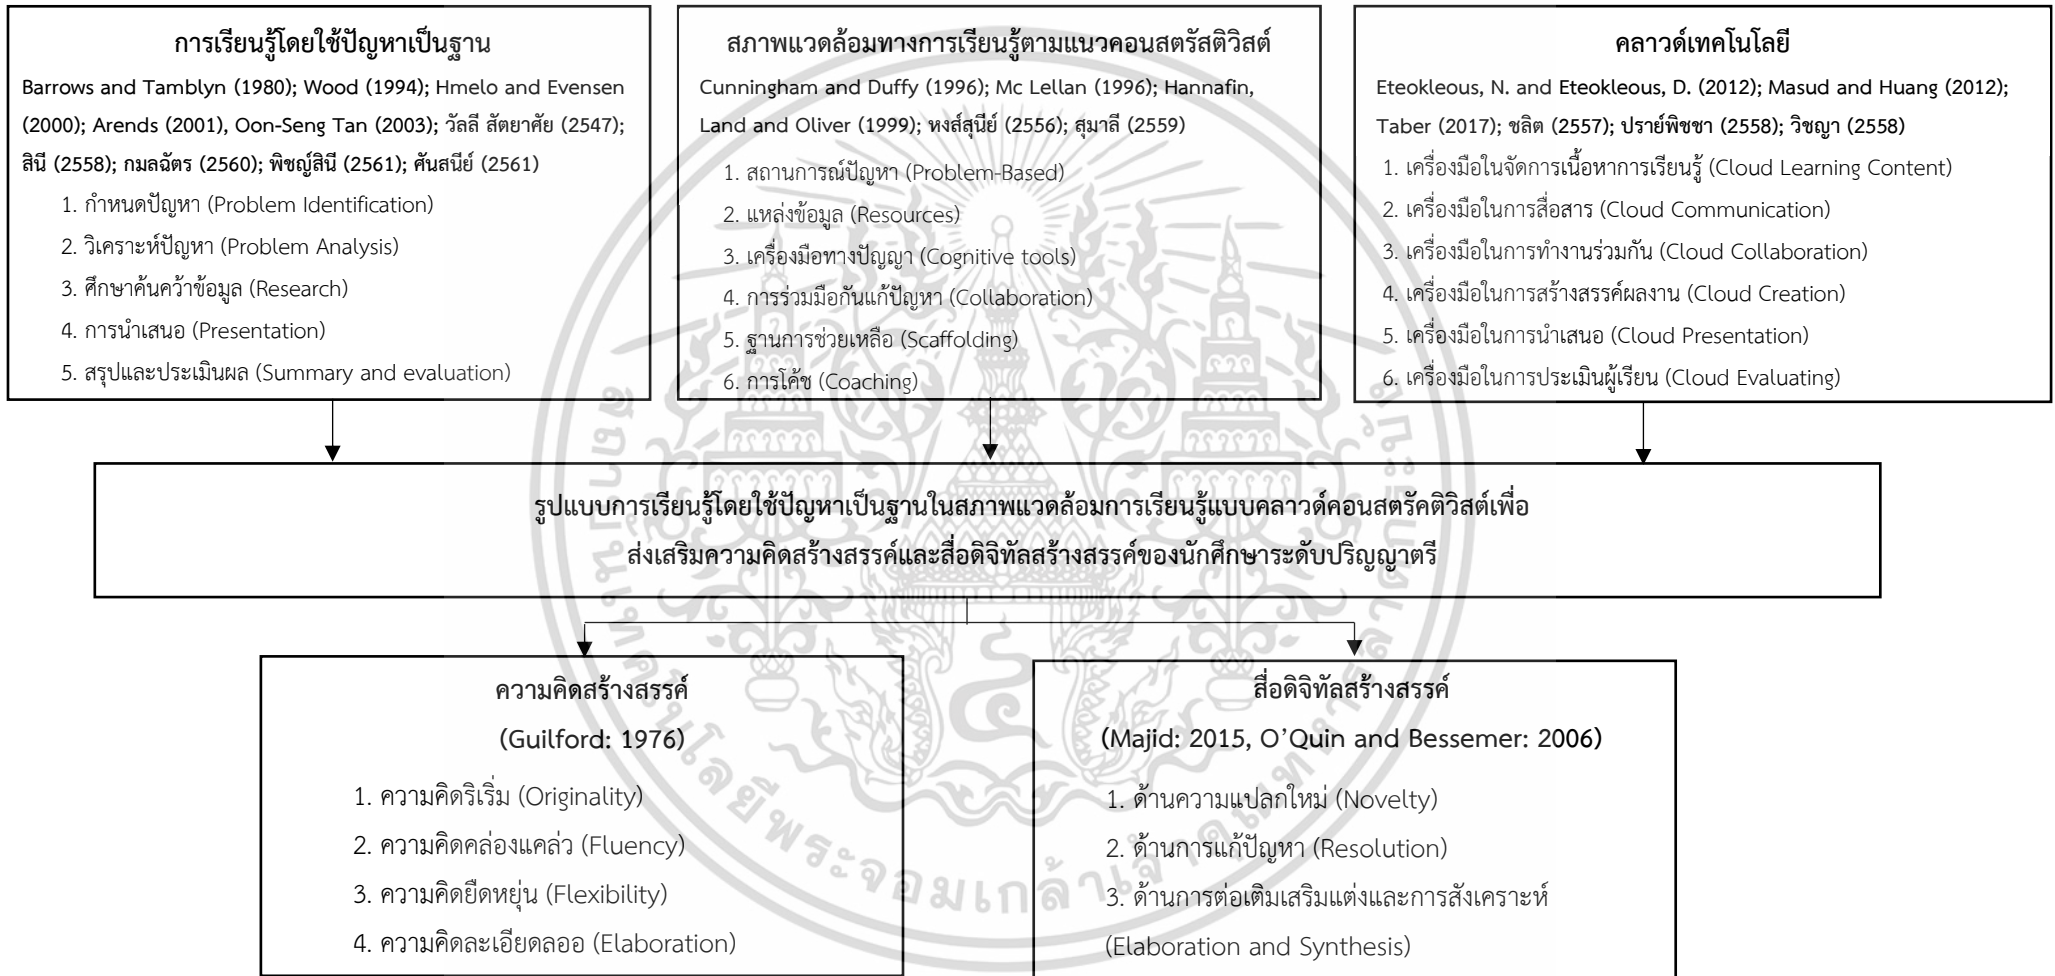 การเรียนรู้โดยใช้ปัญหาเป็นฐาน
Barrows and Tamblyn (1980); Wood (1994); Hmelo and Evensen
(2000); Arends (2001), Oon-Seng Tan (2003); วัลลี สัตยาศัย (2547);
สินี (2558); กมลฉัตร (2560); พิชญ์สินี (2561); ศันสนีย์ (2561)
1. กำหนดปัญหา (Problem Identification)
2. วิเคราะห์ปัญหา (Problem Analysis)
3. ศึกษาค้นคว้าข้อมูล (Research)
4. การนำเสนอ (Presentation)
5. สรุปและประเมินผล (Summary and evaluation)
สภาพแวดล้อมทางการเรียนรู้ตามแนวคอนสตรัสติวิสต์
Cunningham and Duffy (1996); Mc Lellan (1996); Hannafin,
Land and Oliver (1999); หงส์สุนีย์ (2556); สุมาลี (2559)
1. สถานการณ์ปัญหา (Problem-Based)
2. แหล่งข้อมูล (Resources)
3. เครื่องมือทางปัญญา (Cognitive tools)
4. การร่วมมือกันแก้ปัญหา (Collaboration)
5. ฐานการช่วยเหลือ (Scaffolding)
6. การโค้ช (Coaching)
คลาวด์เทคโนโลยี
Eteokleous, N. and Eteokleous, D. (2012); Masud and Huang (2012);
Taber (2017); ชลิต (2557); ปราย์พิชชา (2558); วิชญา (2558)
1. เครื่องมือในจัดการเนื้อหาการเรียนรู้ (Cloud Learning Content)
2. เครื่องมือในการสื่อสาร (Cloud Communication)
3. เครื่องมือในการทำงานร่วมกัน (Cloud Collaboration)
4. เครื่องมือในการสร้างสรรค์ผลงาน (Cloud Creation)
5. เครื่องมือในการนำเสนอ (Cloud Presentation)
6. เครื่องมือในการประเมินผู้เรียน (Cloud Evaluating)
รูปแบบการเรียนรู้โดยใช้ปัญหาเป็นฐานในสภาพแวดล้อมการเรียนรู้แบบคลาวด์คอนสตรัคติวิสต์เพื่อ
ส่งเสริมความคิดสร้างสรรค์และสื่อดิจิทัลสร้างสรรค์ของนักศึกษาระดับปริญญาตรี
ความคิดสร้างสรรค์
(Guilford: 1976)
1. ความคิดริเริ่ม (Originality)
2. ความคิดคล่องแคล่ว (Fluency)
3. ความคิดยืดหยุ่น (Flexibility)
4. ความคิดละเอียดลออ (Elaboration)
สื่อดิจิทัลสร้างสรรค์
(Majid: 2015, O’Quin and Bessemer: 2006)
1. ด้านความแปลกใหม่ (Novelty)
2. ด้านการแก้ปัญหา (Resolution)
3. ด้านการต่อเติมเสริมแต่งและการสังเคราะห์
(Elaboration and Synthesis)
สถาบันเทคโนโลยีพระจอมเกล้าเจ้าคุณทหารลาดกระบัง